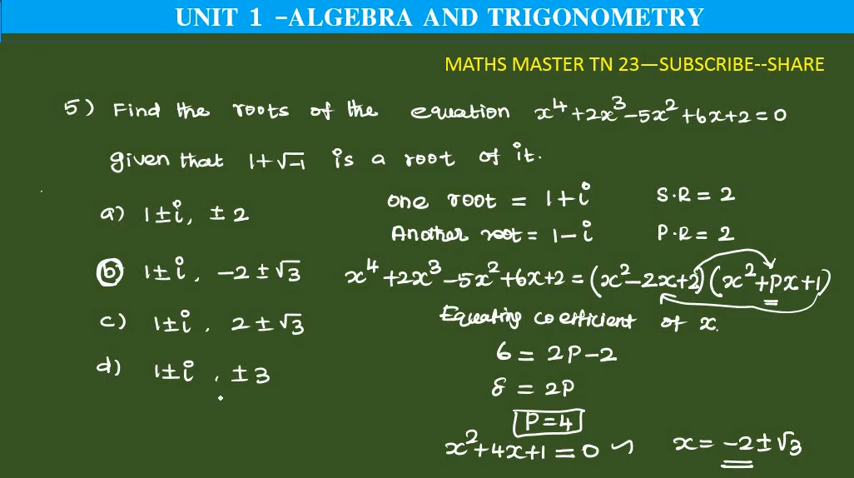 UNIT 1 -ALGEBRA AND TRIGONOMETRY
MATHS MASTER TN 23—SUBSCRIBE--SHARE
5) Find the roots of the equation x⁴+2x³-5x²+6x+2=0
given that 1+√-1 is a root of it.
a) 1±i, ±2
b) 1±i, -2±√3
c) 1±i, 2±√3
d) 1±i, ±3
one root = 1+i S.R = 2
Another root = 1-i P.R = 2
x⁴+2x³-5x²+6x+2 = (x²-2x+2)(x²+px+1)
Equating coefficient of x.
6 = 2P-2
8 = 2P
P=4
x²+4x+1=0 x= -2±√3